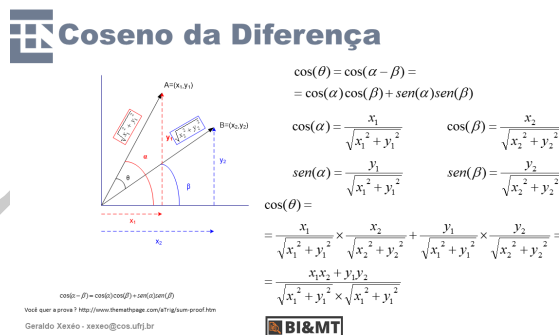 Coseno da Diferença
A=(x₁,y₁)
B=(x₂,y₂)
√x₁² + y₁²
√x₂² + y₂²
y₁
y₂
α
θ
β
x₁
x₂
cos(θ) = cos(α − β) =
= cos(α)cos(β) + sen(α)sen(β)
cos(α) = x₁ / √x₁² + y₁² cos(β) = x₂ / √x₂² + y₂²
sen(α) = y₁ / √x₁² + y₁² sen(β) = y₂ / √x₂² + y₂²
cos(θ) =
= x₁ / √x₁² + y₁² × x₂ / √x₂² + y₂² + y₁ / √x₁² + y₁² × y₂ / √x₂² + y₂² =
= x₁x₂ + y₁y₂ / √x₁² + y₁² × √x₁² + y₁²
cos(α − β) = cos(α)cos(β) + sen(α)sen(β)
Você quer a prova ? http://www.themathpage.com/aTrig/sum-proof.htm
Geraldo Xexéo - xexeo@cos.ufrj.br
BI&MT